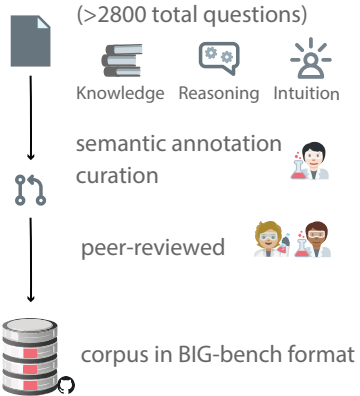 (>2800 total questions)
Knowledge Reasoning Intuition
semantic annotation
curation
peer-reviewed
corpus in BIG-bench format